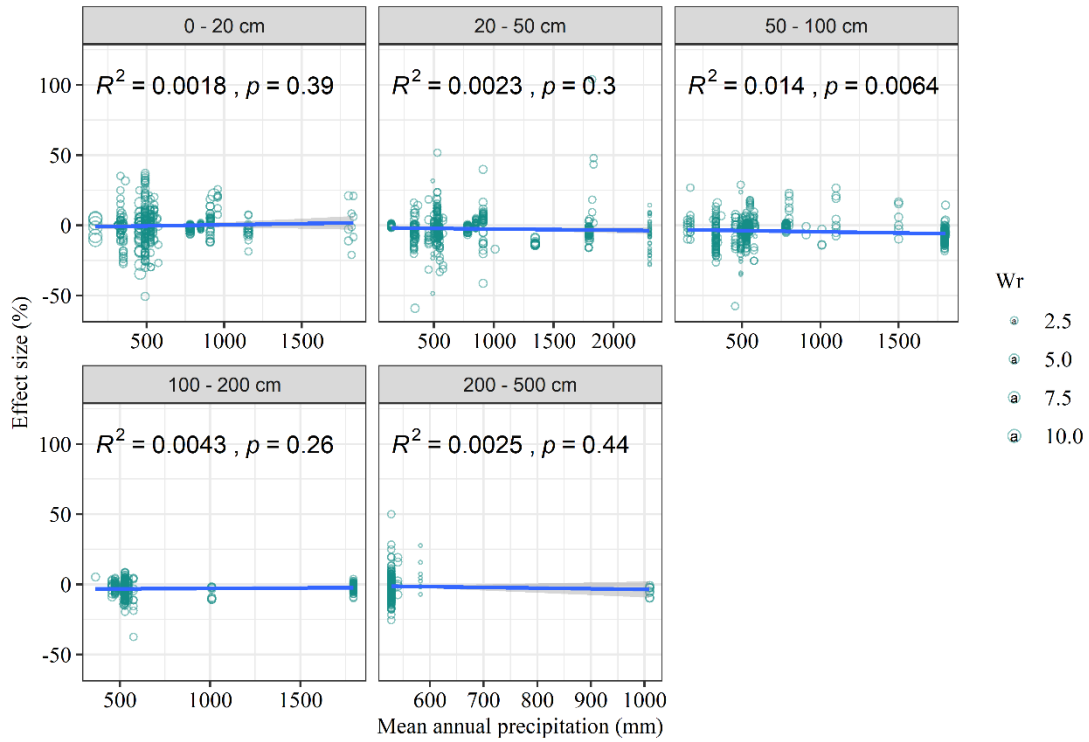 0 - 20 cm
20 - 50 cm
50 - 100 cm
R² = 0.0018 , p = 0.39
R² = 0.0023 , p = 0.3
R² = 0.014 , p = 0.0064
100
50
0
-50
500 1000 1500
500 1000 1500 2000
500 1000 1500
100 - 200 cm
200 - 500 cm
R² = 0.0043 , p = 0.26
R² = 0.0025 , p = 0.44
100
50
0
-50
500 1000 1500
600 700 800 900 1000
Effect size (%)
Mean annual precipitation (mm)
Wr
a 2.5
a 5.0
a 7.5
a 10.0